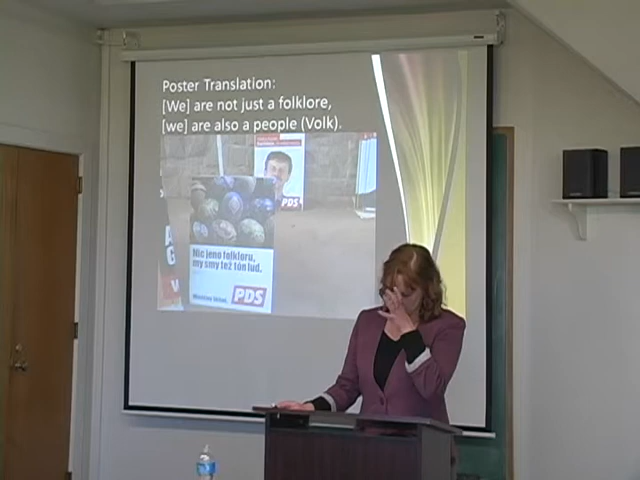 Poster Translation:
[We] are not just a folklore,
[we] are also a people (Volk).
PDS
Nic jeno folkloru,
my smy tež tón lud.
PDS